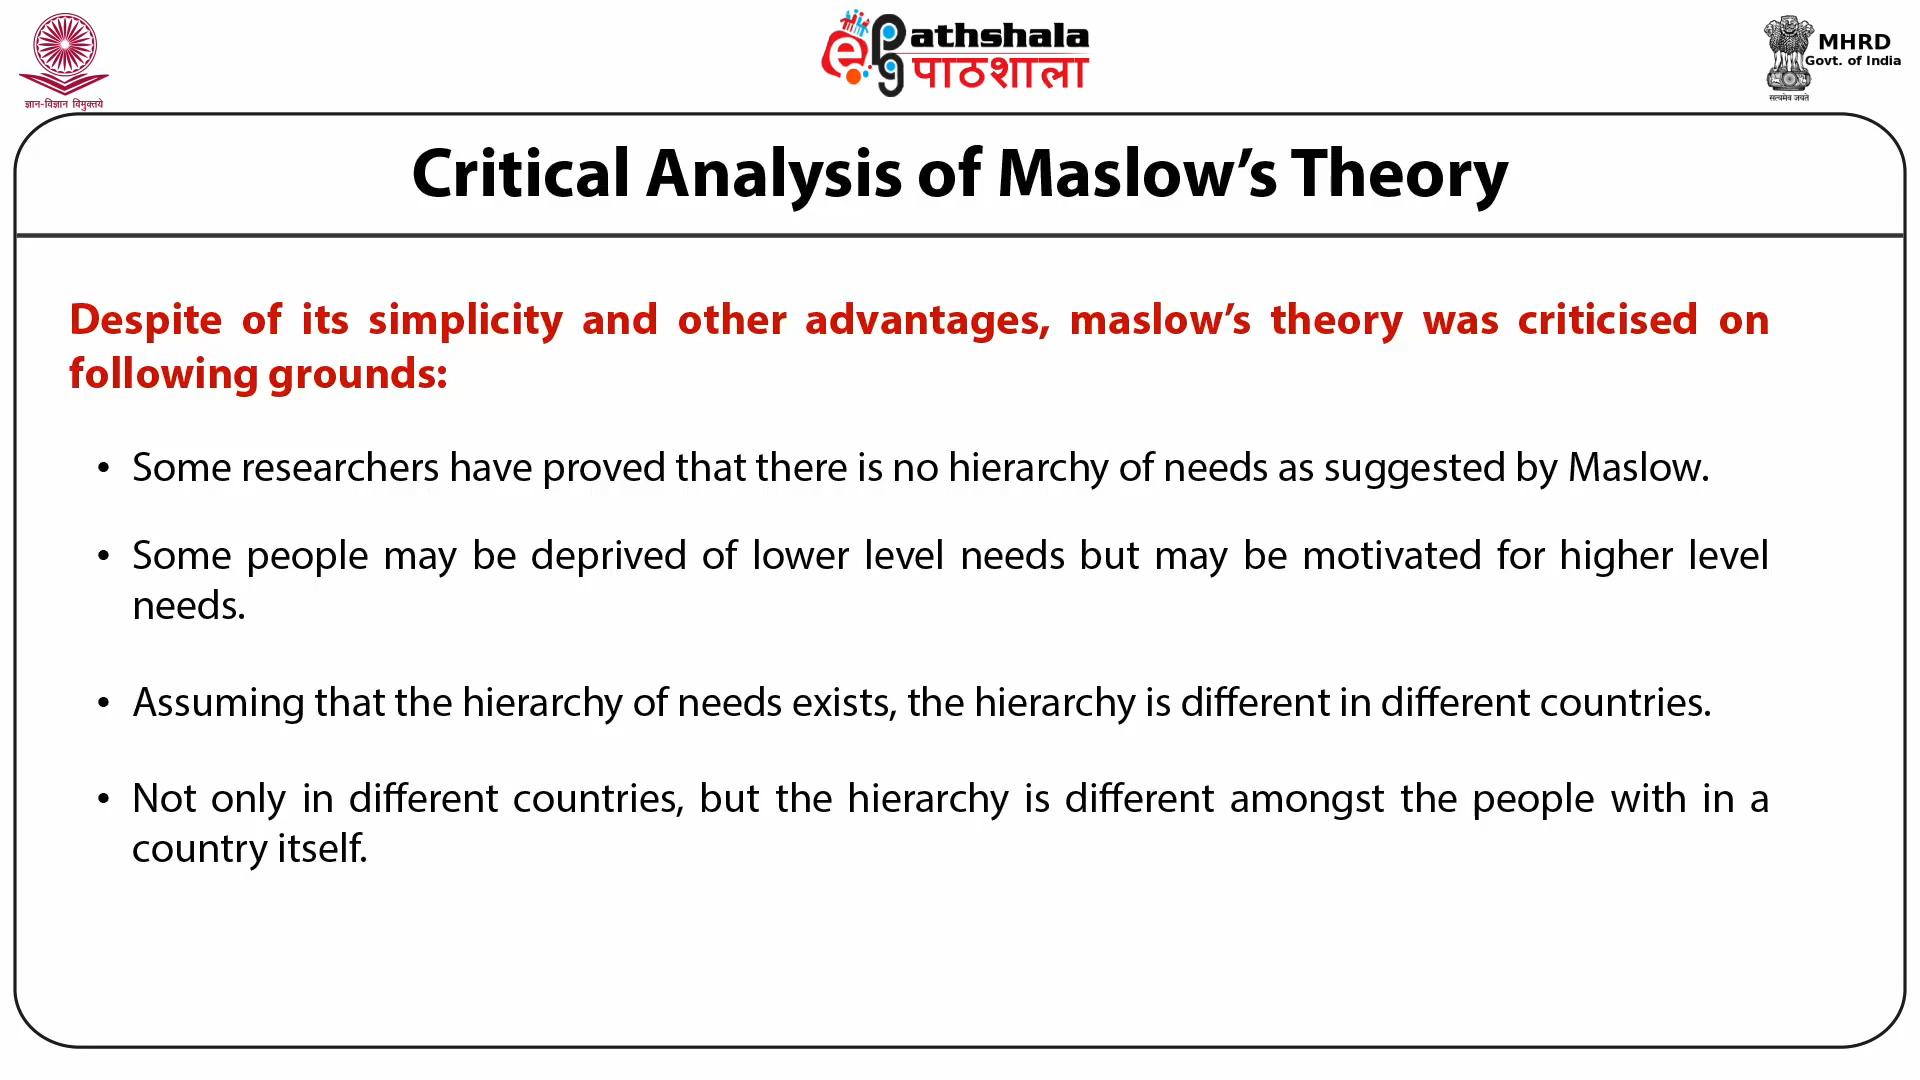 ज्ञान-विज्ञान विमुक्तये
e Pathshala
पाठशाला
MHRD
Govt. of India
सत्यमेव जयते
Critical Analysis of Maslow’s Theory
Despite of its simplicity and other advantages, maslow’s theory was criticised on
following grounds:
• Some researchers have proved that there is no hierarchy of needs as suggested by Maslow.
• Some people may be deprived of lower level needs but may be motivated for higher level
needs.
• Assuming that the hierarchy of needs exists, the hierarchy is different in different countries.
• Not only in different countries, but the hierarchy is different amongst the people with in a
country itself.